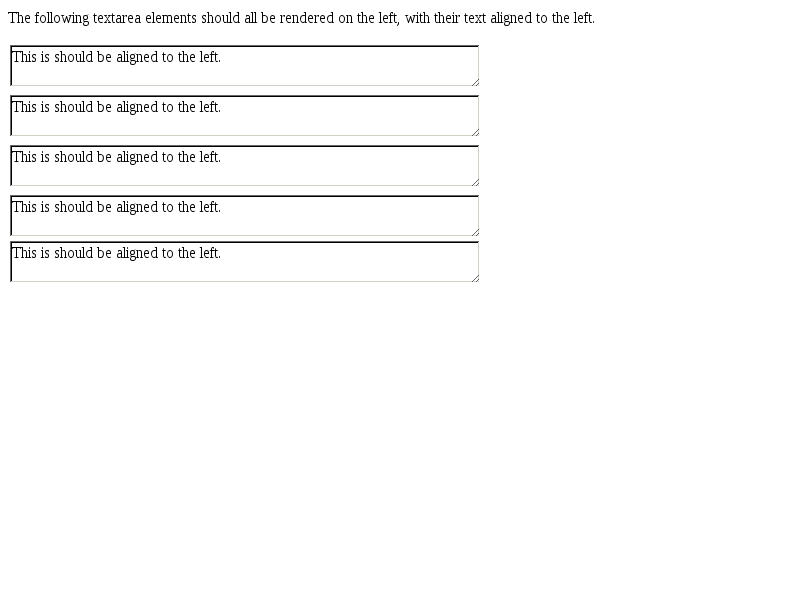 The following textarea elements should all be rendered on the left, with their text aligned to the left.
This is should be aligned to the left.
This is should be aligned to the left.
This is should be aligned to the left.
This is should be aligned to the left.
This is should be aligned to the left.